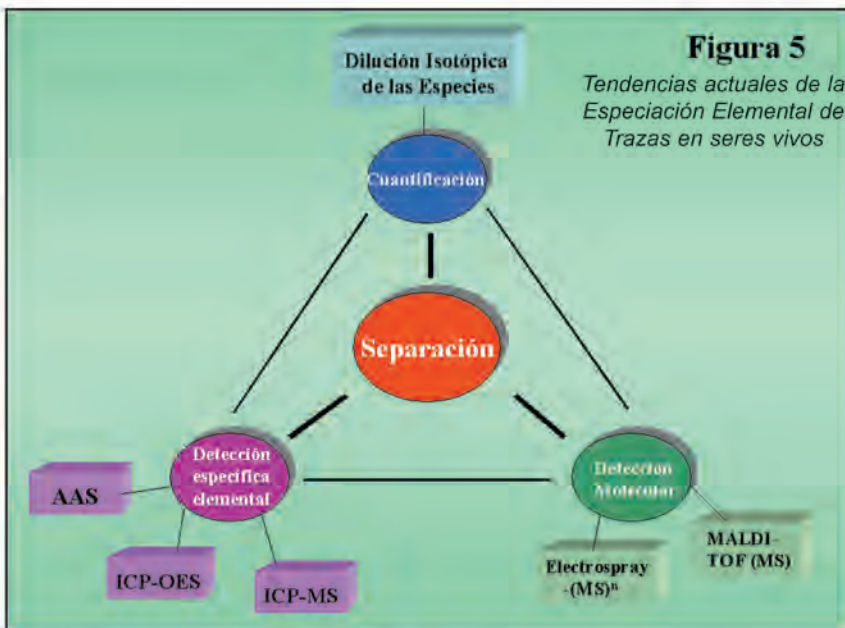 Figura 5
Tendencias actuales de la
Especiación Elemental de
Trazas en seres vivos
Dilución Isotópica
de las Especies
Cuantificación
Separación
Detección
específica
elemental
Detección
Molecular
AAS
ICP-OES
ICP-MS
Electrospray
-(MS)ⁿ
MALDI-
TOF (MS)